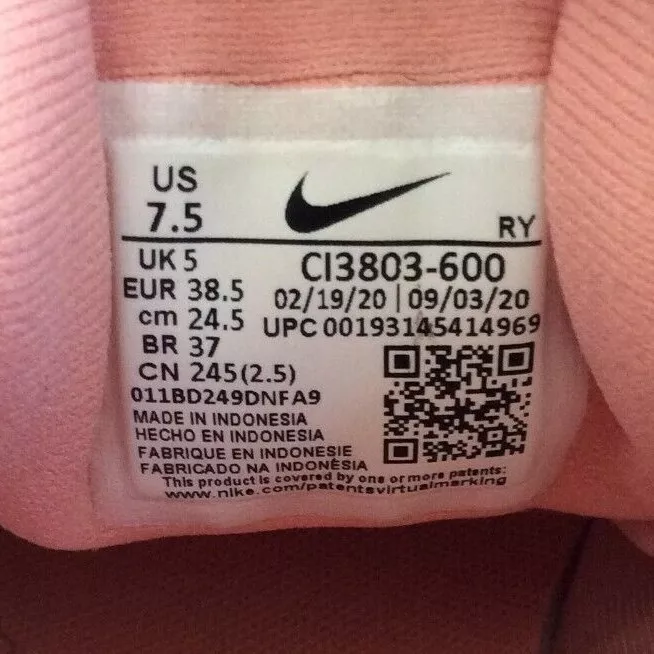 US
7.5
RY
UK 5
CI3803-600
EUR 38.5
02/19/20 | 09/03/20
cm 24.5
UPC 00193145414969
BR 37
CN 245(2.5)
011BD249DNFA9
MADE IN INDONESIA
HECHO EN INDONESIA
FABRIQUE EN INDONESIE
FABRICADO NA INDONÈSIA
This product is covered by one or more patents:
www.nike.com/patentsvirtualmarking